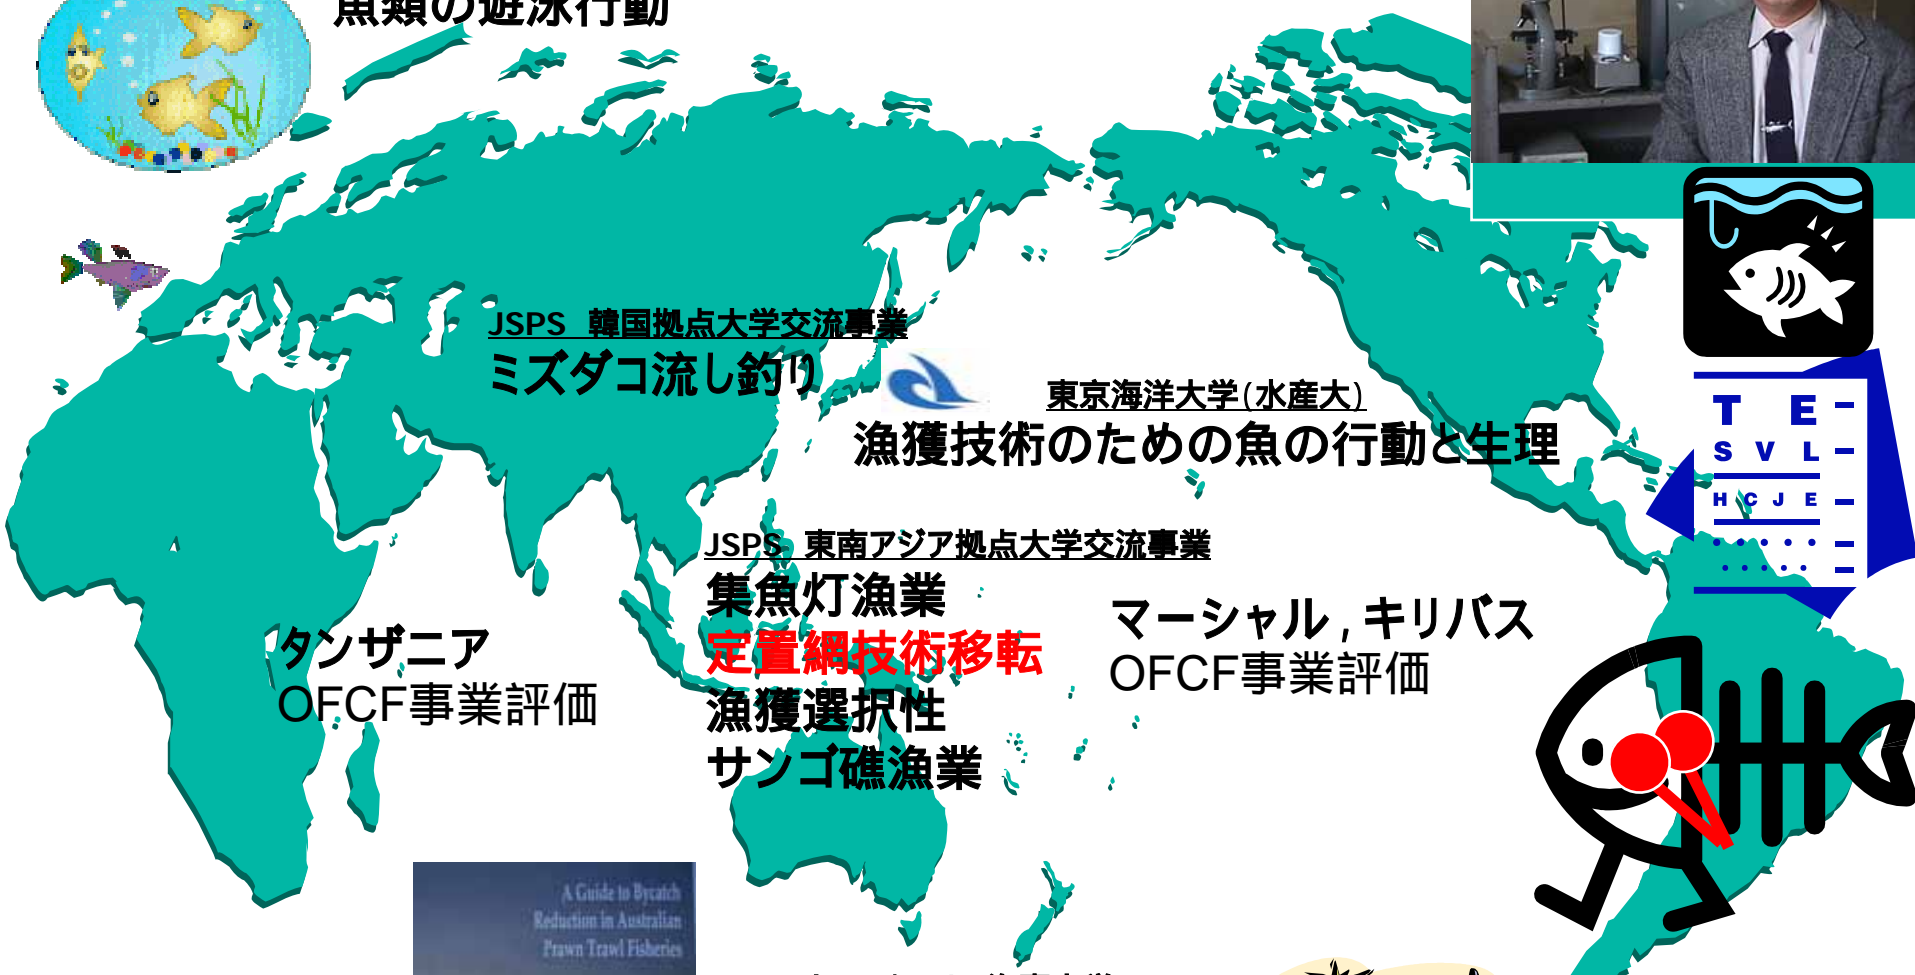 魚類の遊泳行動
JSPS 韓国拠点大学交流事業
ミズダコ流し釣り
東京海洋大学(水産大)
漁獲技術のための魚の行動と生理
T E
S V L
H C J E
JSPS 東南アジア拠点大学交流事業
集魚灯漁業
定置網技術移転
漁獲選択性
サンゴ礁漁業
マーシャル , キリバス
OFCF事業評価
タンザニア
OFCF事業評価
A Guide to Bycatch
Reduction in Australian
Prawn Trawl Fisheries